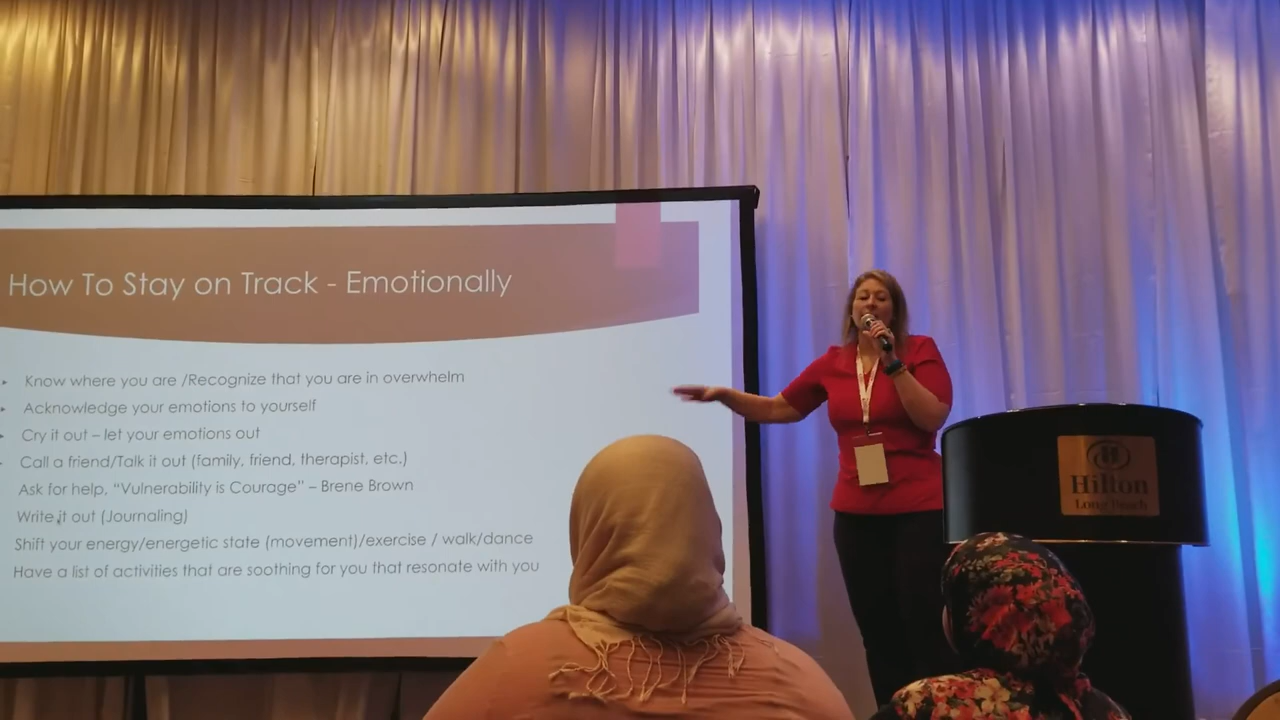 How To Stay on Track - Emotionally
Know where you are /Recognize that you are in overwhelm
Acknowledge your emotions to yourself
Cry it out – let your emotions out
Call a friend/Talk it out (family, friend, therapist, etc.)
Ask for help, “Vulnerability is Courage” – Brene Brown
Write it out (Journaling)
Shift your energy/energetic state (movement)/exercise / walk/dance
Have a list of activities that are soothing for you that resonate with you
H
Hilton
Long Beach